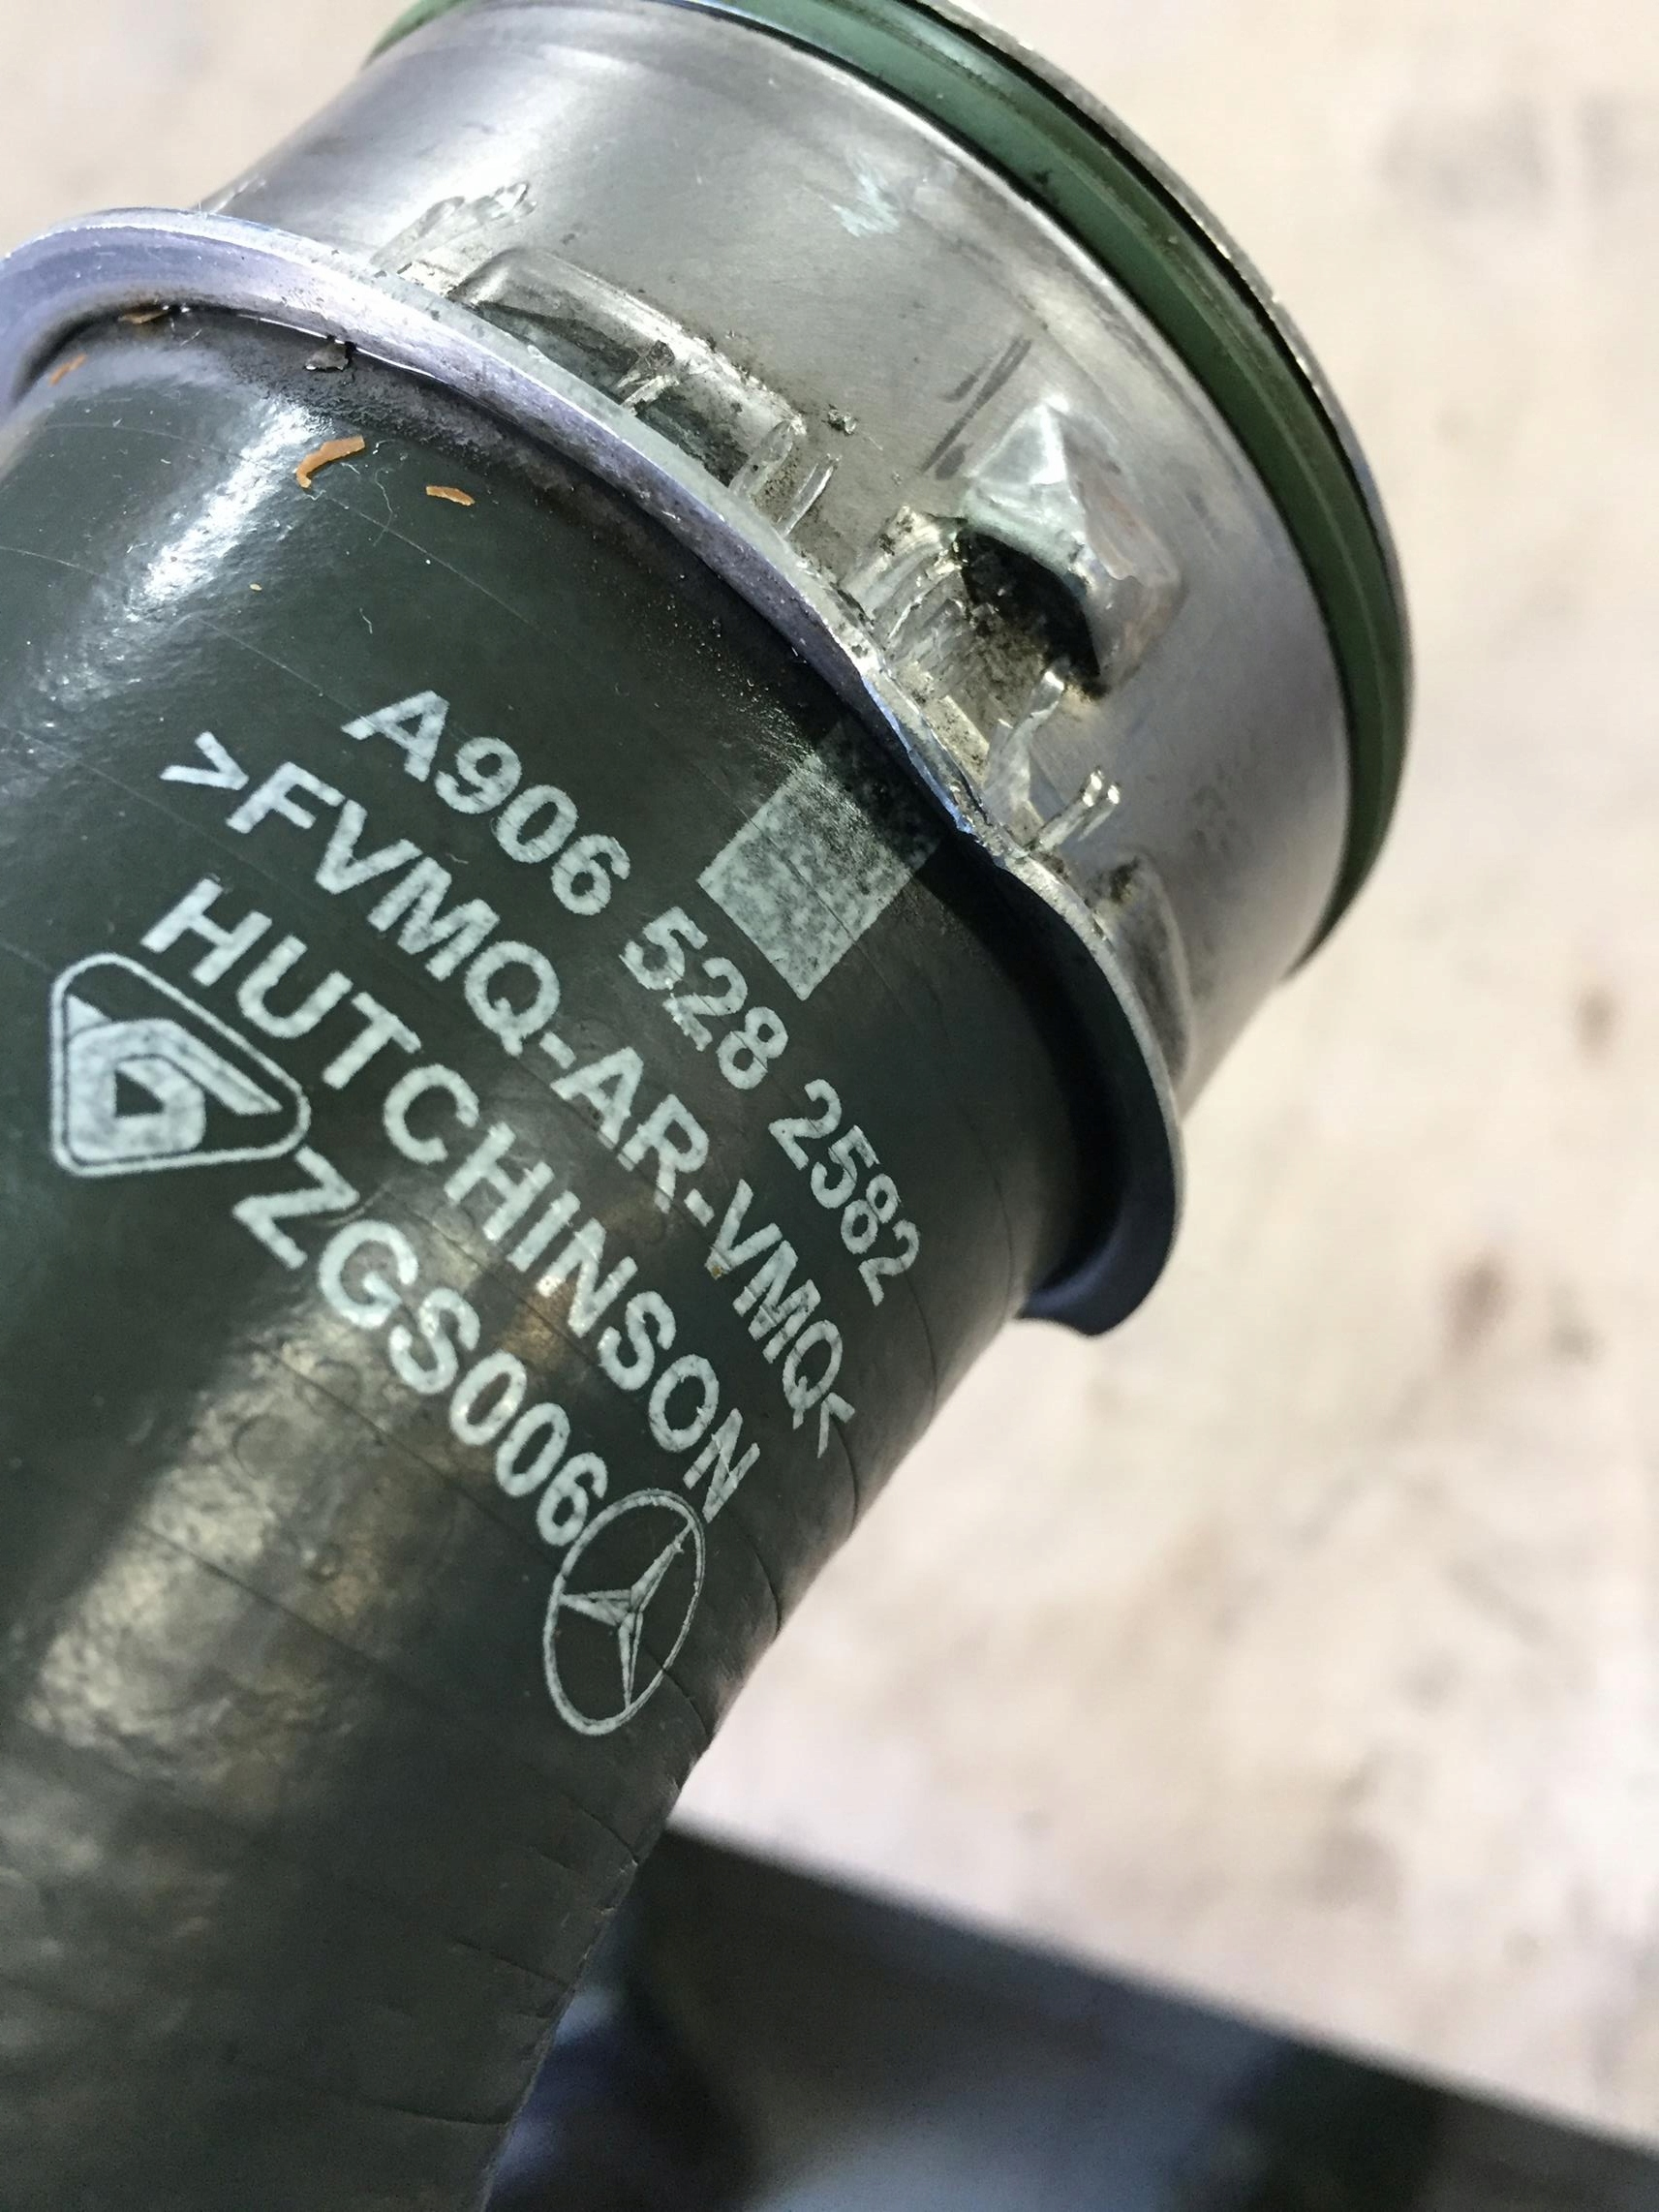 A906 528 2582
>FVMQ-AR-VMQ<
HUTCHINSON
ZGS006